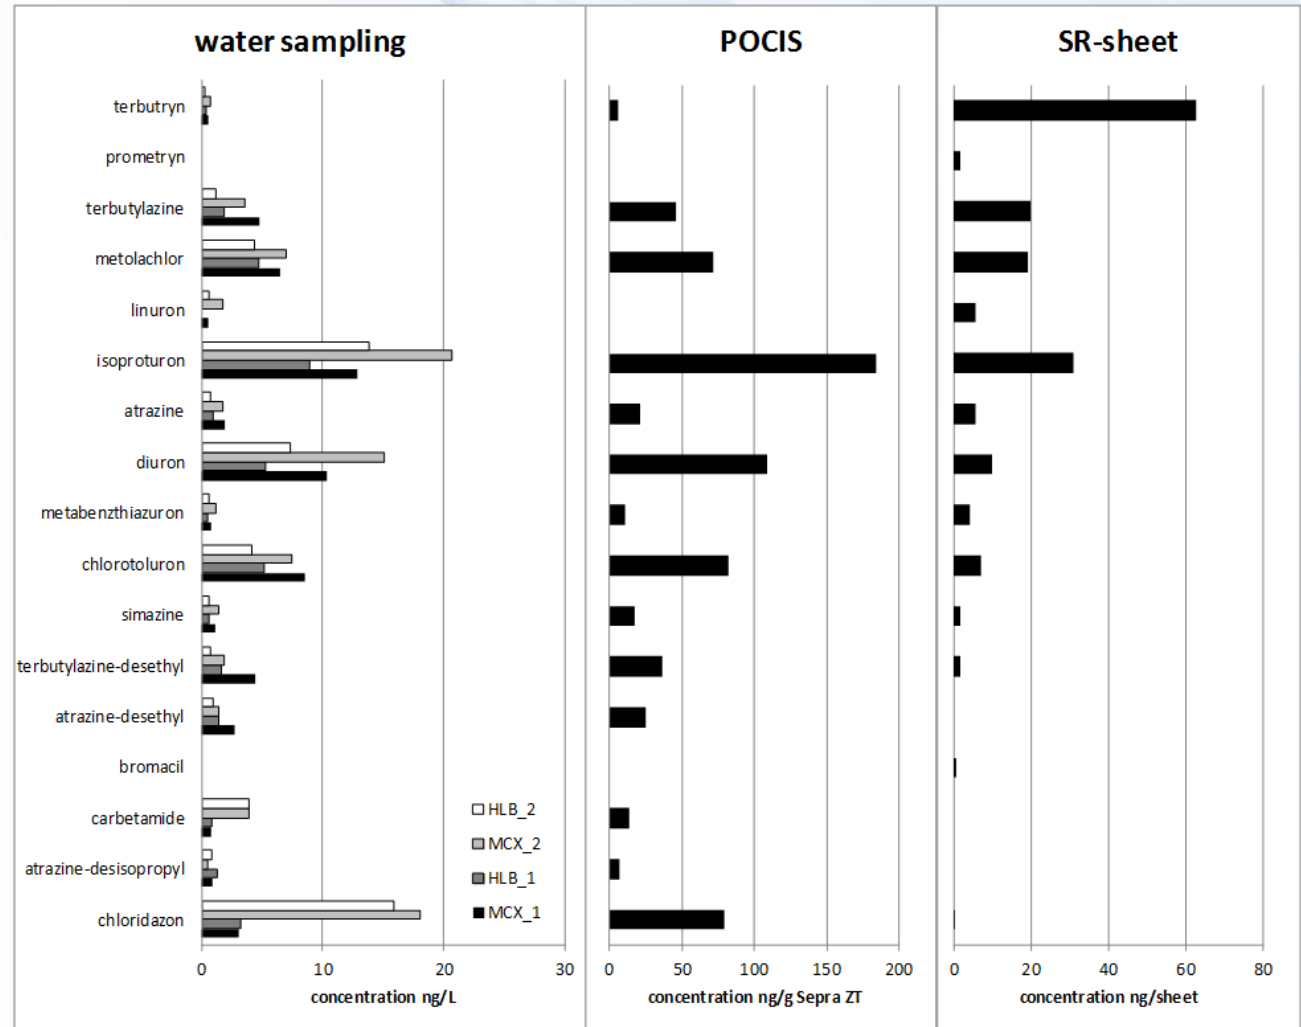 water sampling
POCIS
SR-sheet
terbutryn
prometryn
terbutylazine
metolachlor
linuron
isoproturon
atrazine
diuron
metabenzthiazuron
chlorotoluron
simazine
terbutylazine-desethyl
atrazine-desethyl
bromacil
carbetamide
atrazine-desisopropyl
chloridazon
HLB_2
MCX_2
HLB_1
MCX_1
0 10 20 30
concentration ng/L
0 50 100 150 200
concentration ng/g Sepra ZT
0 20 40 60 80
concentration ng/sheet